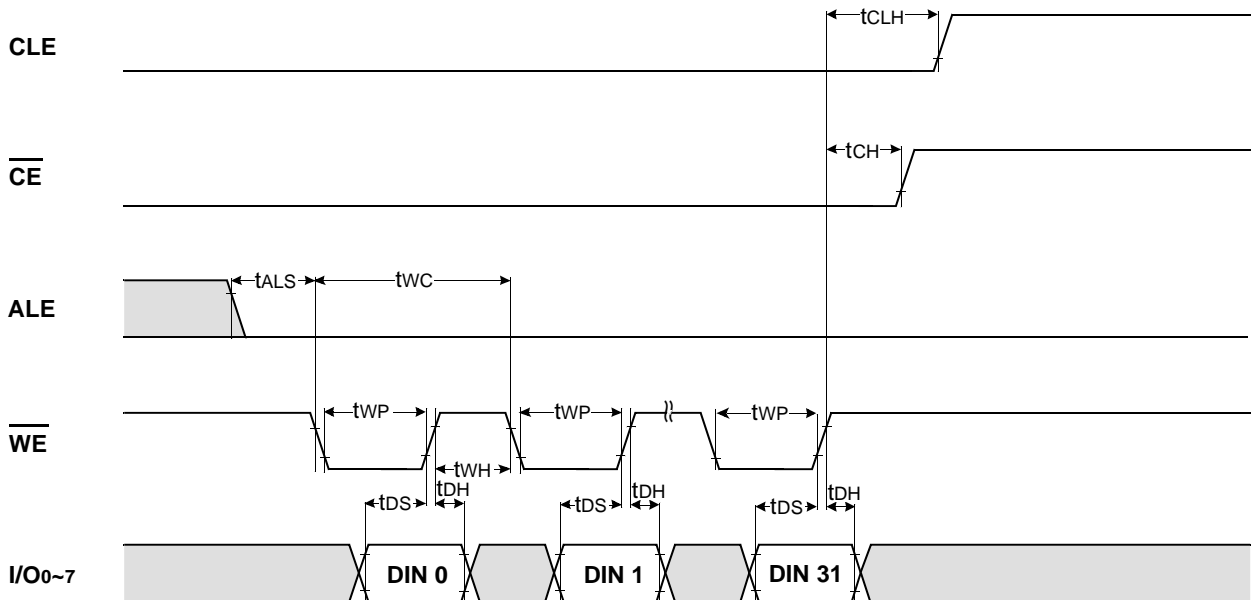 tCLH
CLE
tCH
CE
tALS tWC
ALE
tWP tWP tWP
WE
tWH
tDH tDH tDH
tDS tDS tDS
I/O0~7 DIN 0 DIN 1 DIN 31